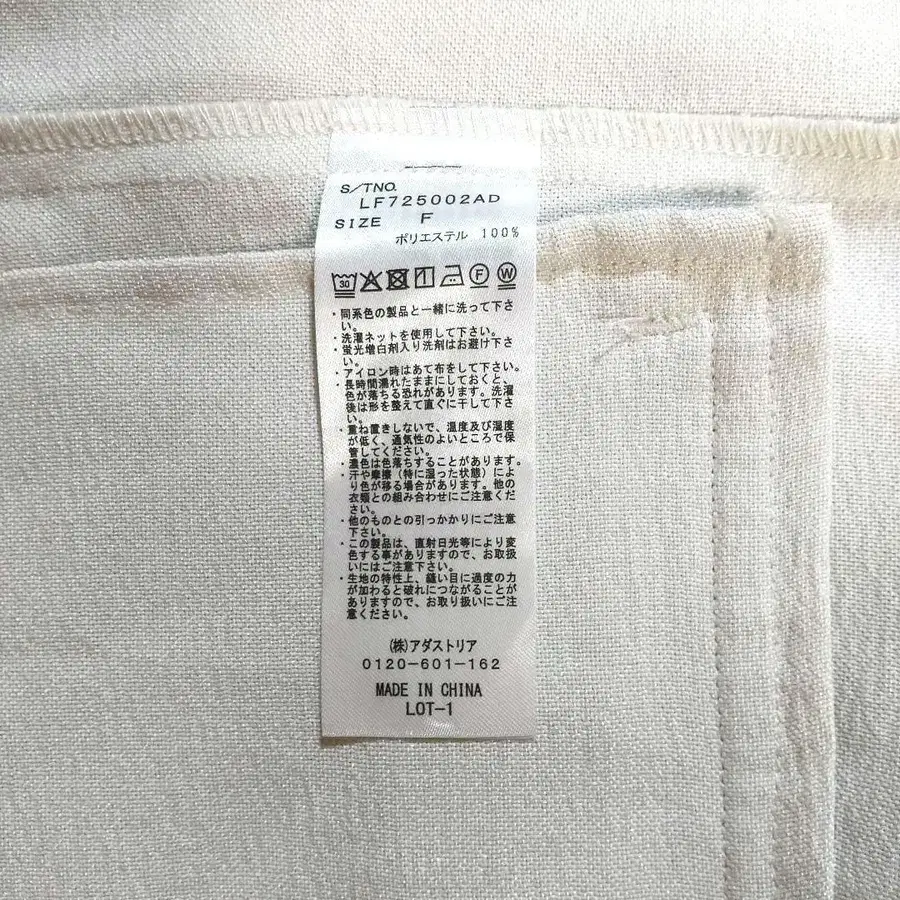 S/TNO.
LF725002AD
SIZE F
ポリエステル 100%
30 F W
・同系色の製品と一緒に洗って下さ
い。
・洗濯ネットを使用して下さい。
・蛍光増白剤入り洗剤はお避け下さ
い。
・アイロン時はあて布をして下さい。
・長時間濡れたままにしておくと、
色が落ちる恐れがあります。洗濯
後は形を整えて直ぐに干して下さ
い。
・重ね置きしないで、温度及び湿度
が低く、通気性のよいところで保
管してください。
・濃色は色落ちすることがあります。
・汗や摩擦（特に湿った状態）によ
り色が移る場合があります。他の
衣類との組み合わせにご注意くだ
さい。
・他のものとの引っかかりにご注意
下さい。
・この製品は、直射日光等により変
色する事がありますので、お取扱
いにはご注意下さい。
・生地の特性上、縫い目に過度の力
が加わると破れにつながることが
ありますので、お取り扱いにご注
意ください。
(株)アダストリア
0120-601-162
MADE IN CHINA
LOT-1